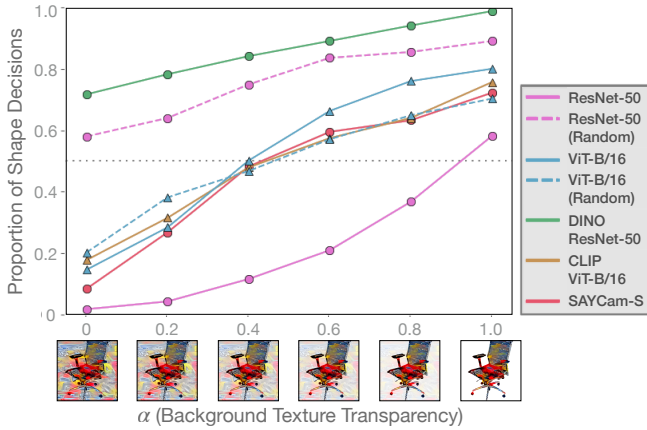 Proportion of Shape Decisions
1.0
0.8
0.6
0.4
0.2
0
0 0.2 0.4 0.6 0.8 1.0
α (Background Texture Transparency)
ResNet-50
ResNet-50
(Random)
ViT-B/16
ViT-B/16
(Random)
DINO
ResNet-50
CLIP
ViT-B/16
SAYCam-S